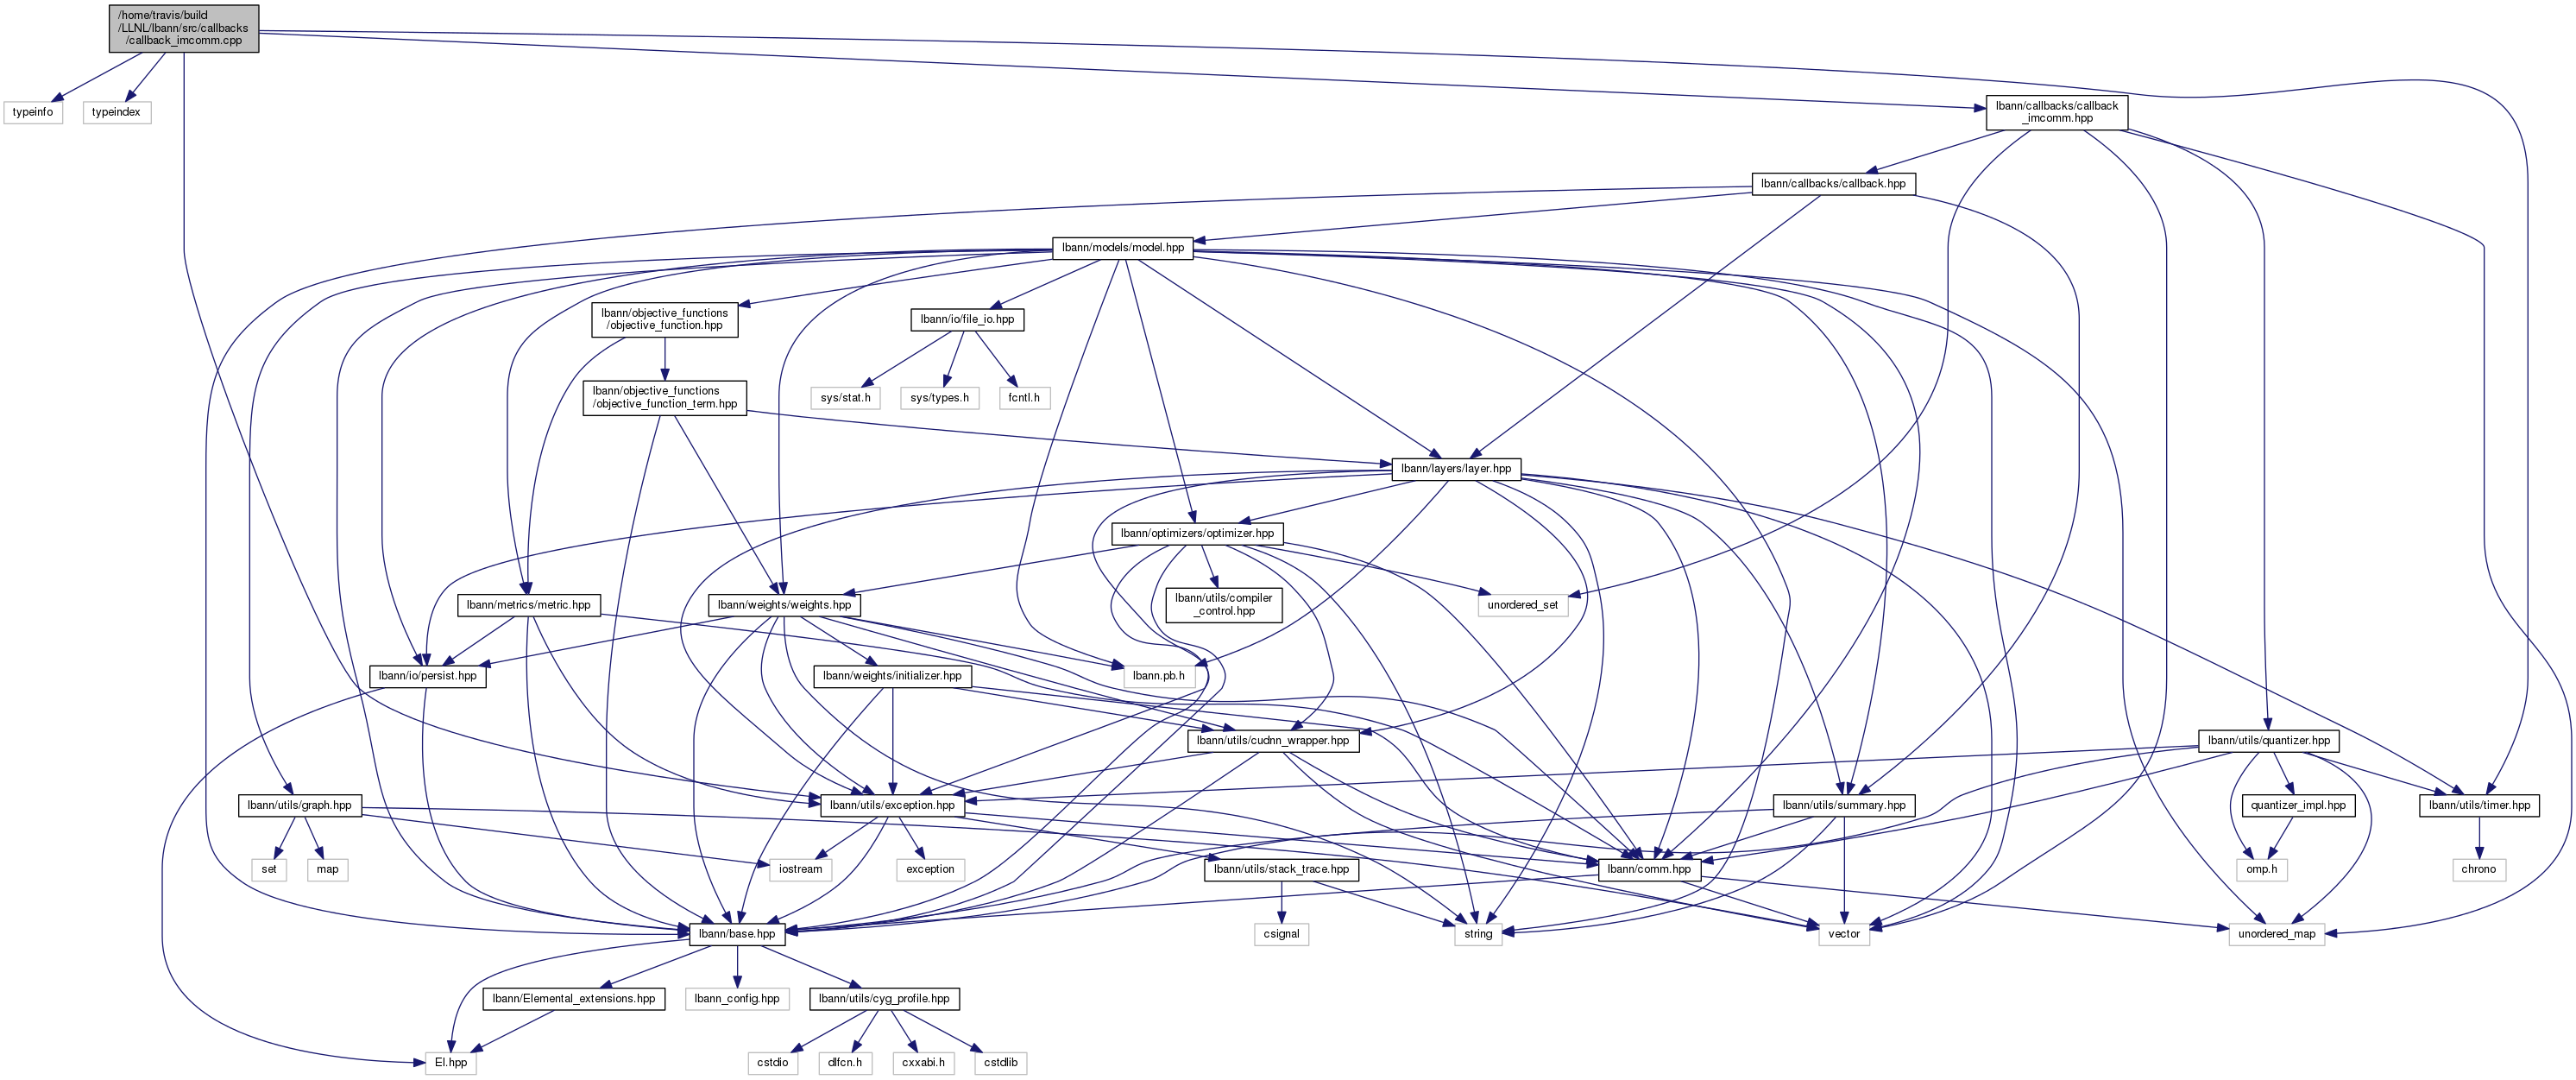 /home/travis/build
/LLNL/lbann/src/callbacks
/callback_imcomm.cpp
typeinfo
typeindex
lbann/callbacks/callback
_imcomm.hpp
lbann/callbacks/callback.hpp
lbann/models/model.hpp
lbann/objective_functions
/objective_function.hpp
lbann/io/file_io.hpp
lbann/objective_functions
/objective_function_term.hpp
sys/stat.h
sys/types.h
fcntl.h
lbann/layers/layer.hpp
lbann/optimizers/optimizer.hpp
lbann/metrics/metric.hpp
lbann/weights/weights.hpp
lbann/utils/compiler
_control.hpp
unordered_set
lbann/io/persist.hpp
lbann/weights/initializer.hpp
lbann.pb.h
lbann/utils/cudnn_wrapper.hpp
lbann/utils/quantizer.hpp
lbann/utils/graph.hpp
lbann/utils/exception.hpp
lbann/utils/summary.hpp
quantizer_impl.hpp
lbann/utils/timer.hpp
set
map
iostream
exception
lbann/utils/stack_trace.hpp
lbann/comm.hpp
omp.h
chrono
lbann/base.hpp
csignal
string
vector
unordered_map
lbann/Elemental_extensions.hpp
lbann_config.hpp
lbann/utils/cyg_profile.hpp
El.hpp
cstdio
dlfcn.h
cxxabi.h
cstdlib